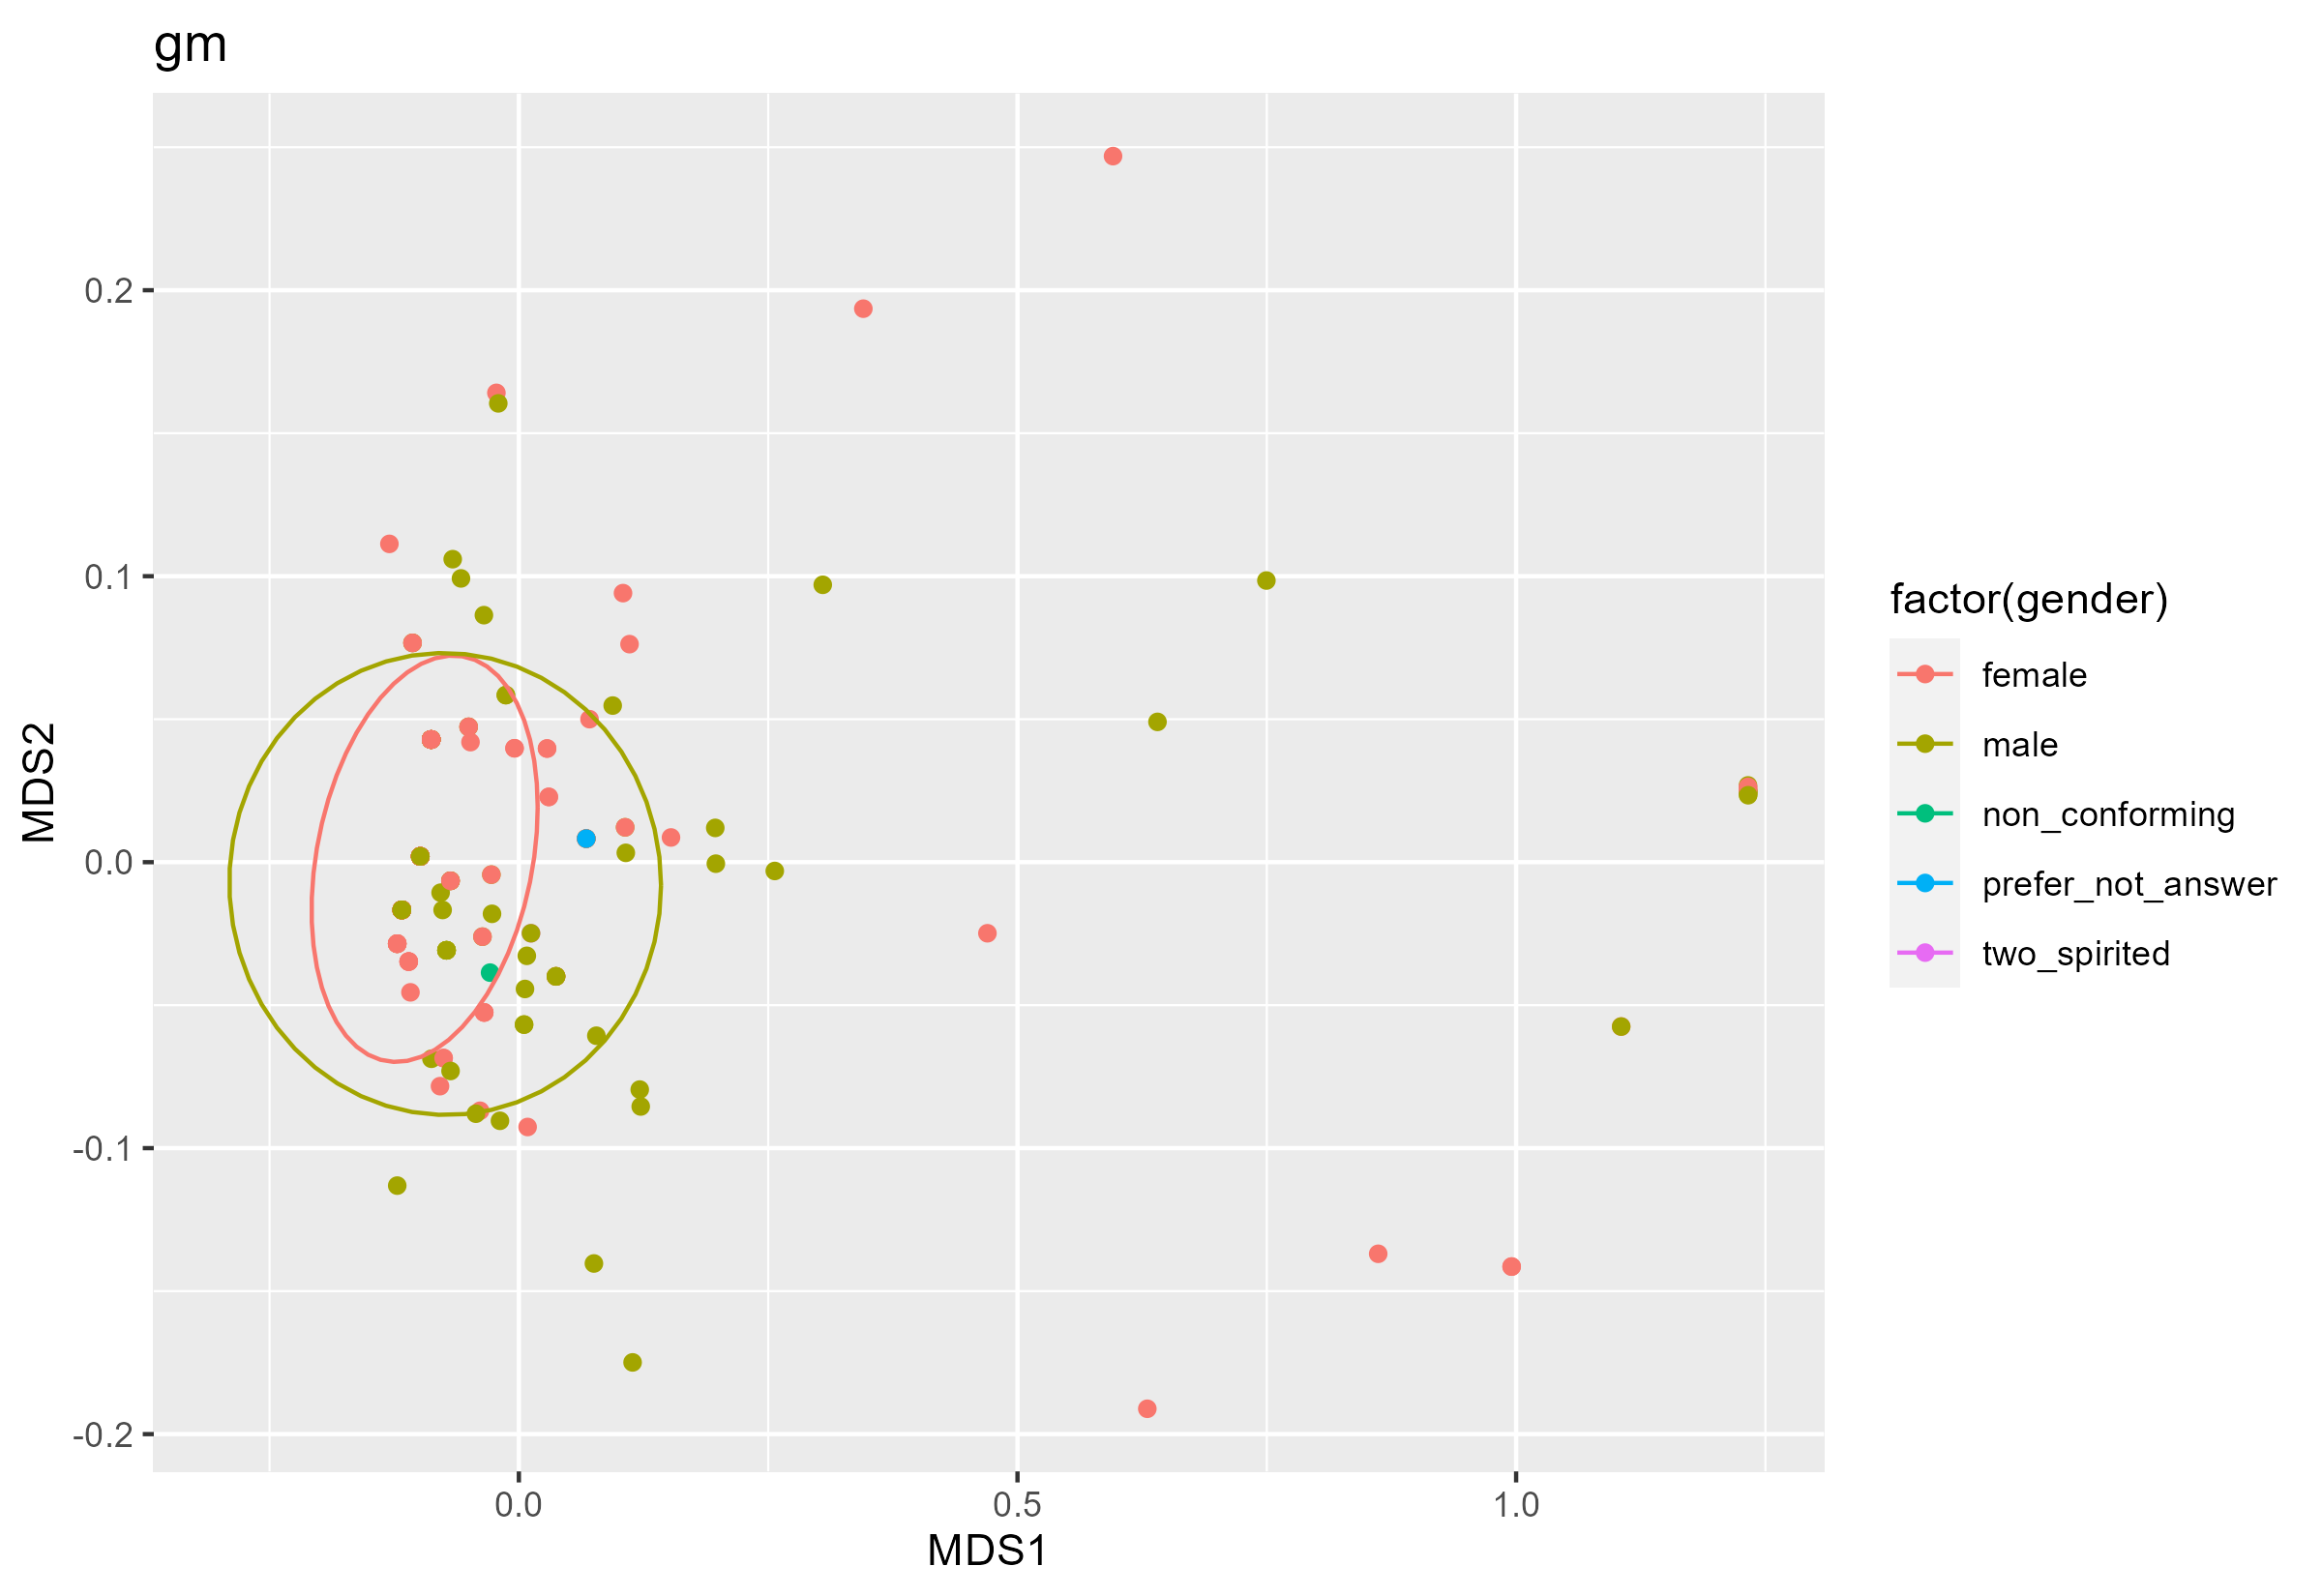 gm
0.2
0.1
0.0
-0.1
-0.2
MDS2
0.0 0.5 1.0
MDS1
factor(gender)
female
male
non_conforming
prefer_not_answer
two_spirited